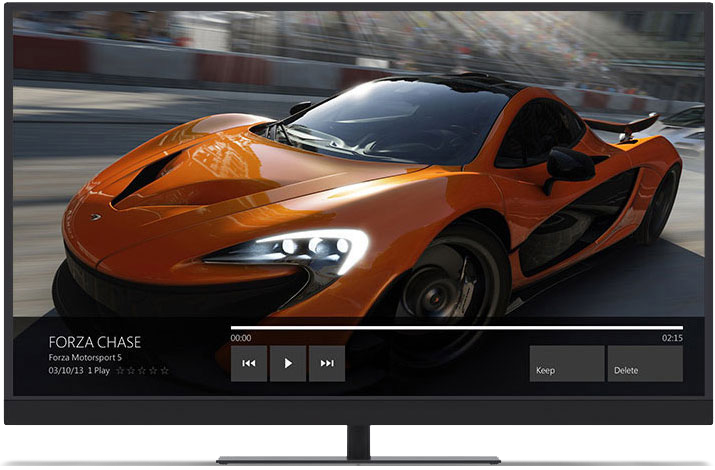 FORZA CHASE
Forza Motorsport 5
03/10/13 1 Play ☆☆☆☆☆
00:00
02:15
Keep
Delete